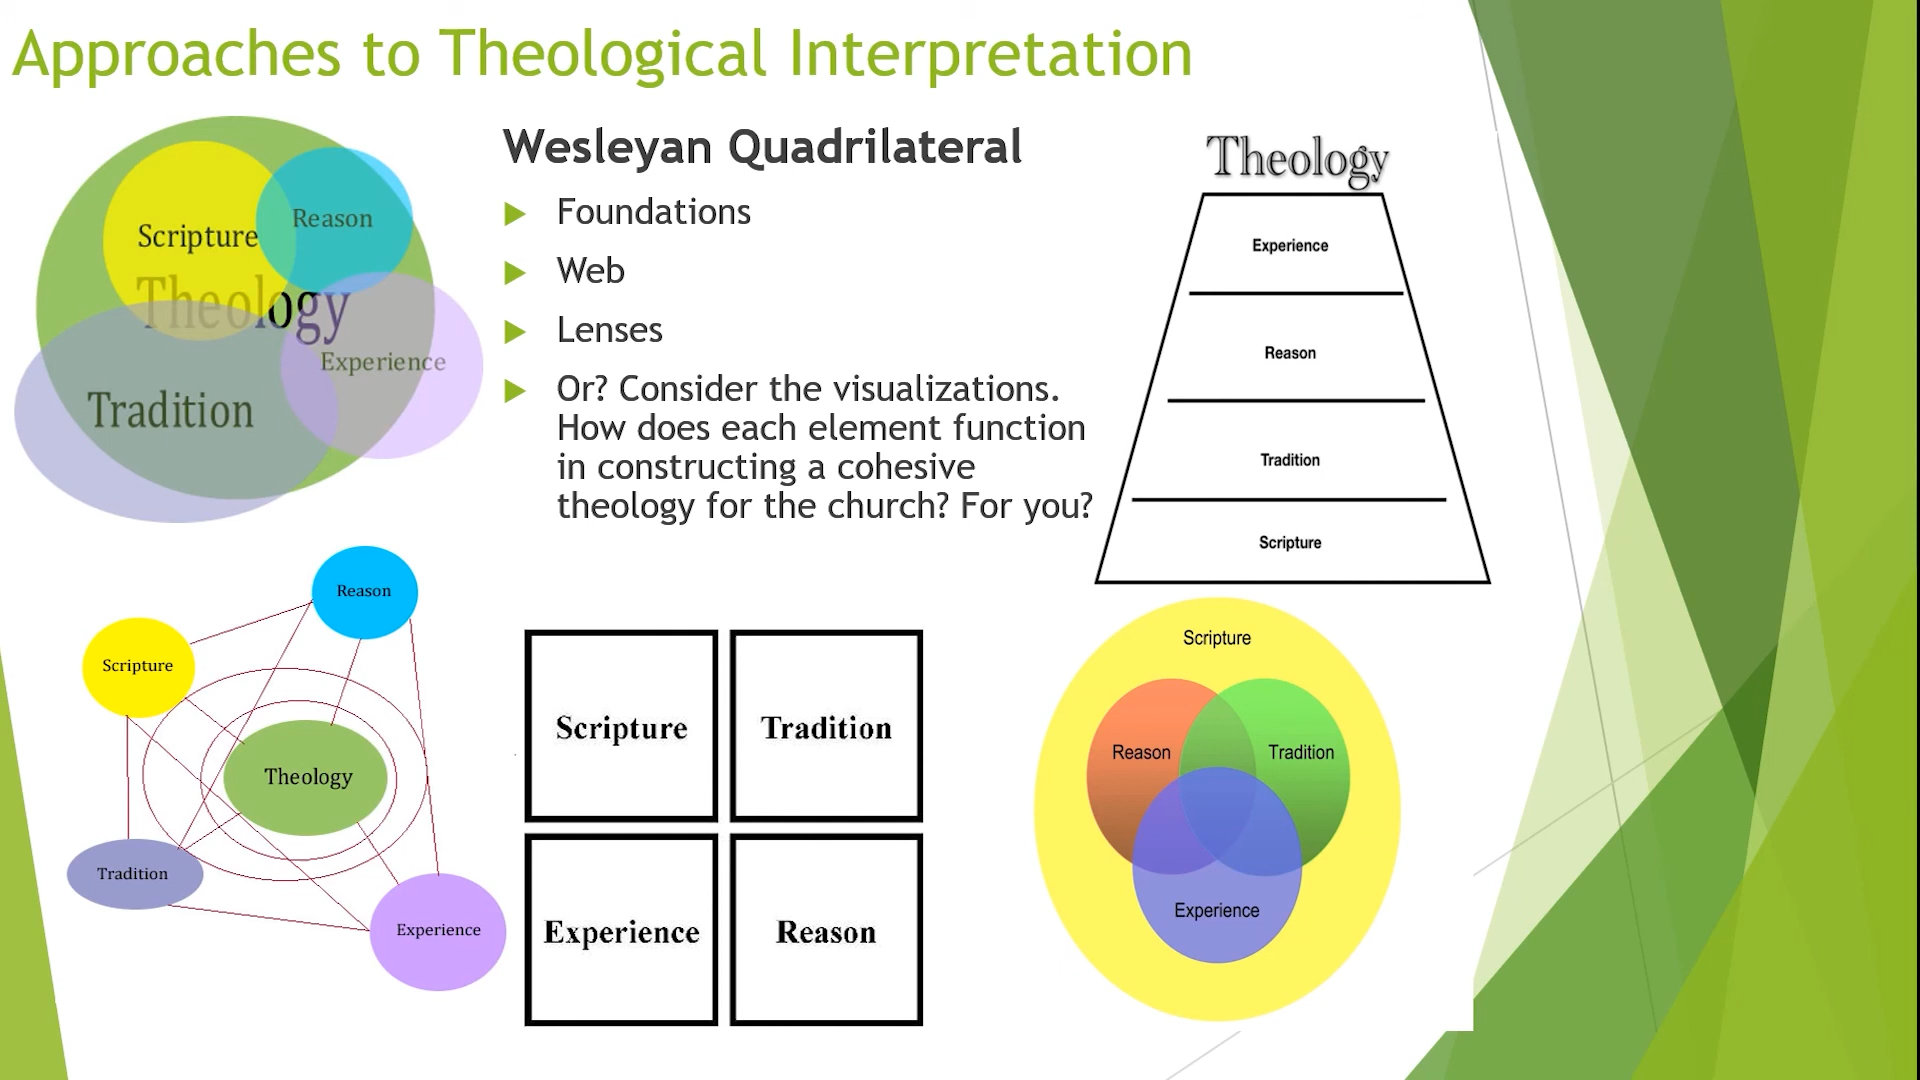 Approaches to Theological Interpretation
Scripture
Reason
Theology
Experience
Tradition
Wesleyan Quadrilateral
Foundations
Web
Lenses
Or? Consider the visualizations.
How does each element function
in constructing a cohesive
theology for the church? For you?
Theology
Experience
Reason
Tradition
Scripture
Reason
Scripture
Theology
Tradition
Experience
Scripture
Tradition
Experience
Reason
Scripture
Reason
Tradition
Experience